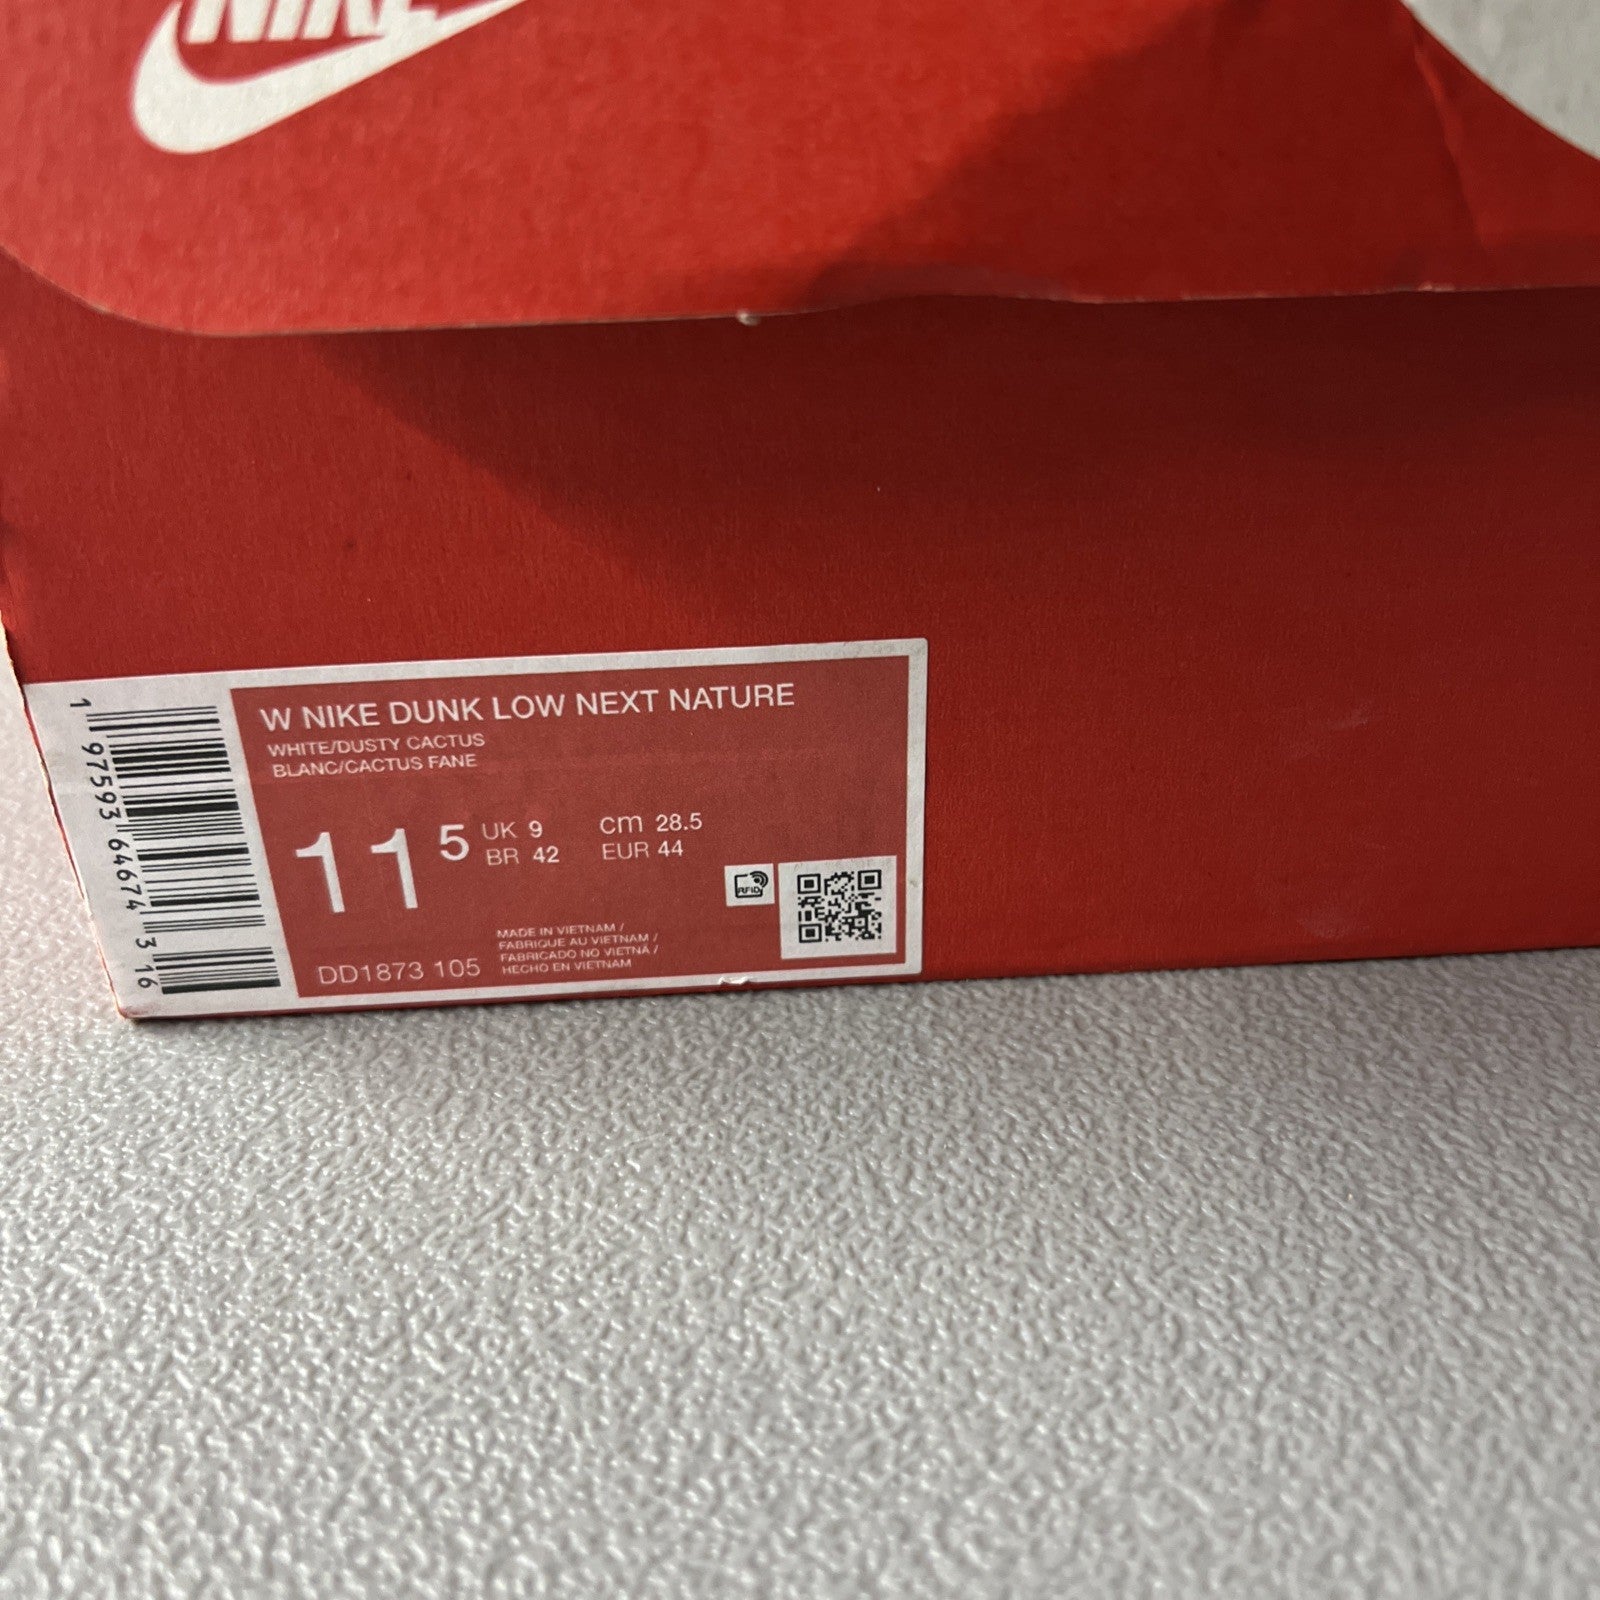 NIKE
W NIKE DUNK LOW NEXT NATURE
WHITE/DUSTY CACTUS
BLANC/CACTUS FANE
11 5 UK 9 cm 28.5
BR 42 EUR 44
RFID
MADE IN VIETNAM /
FABRIQUE AU VIETNAM /
FABRICADO NO VIETNÃ /
HECHO EN VIETNAM
DD1873 105
1 97593 64674 3 16